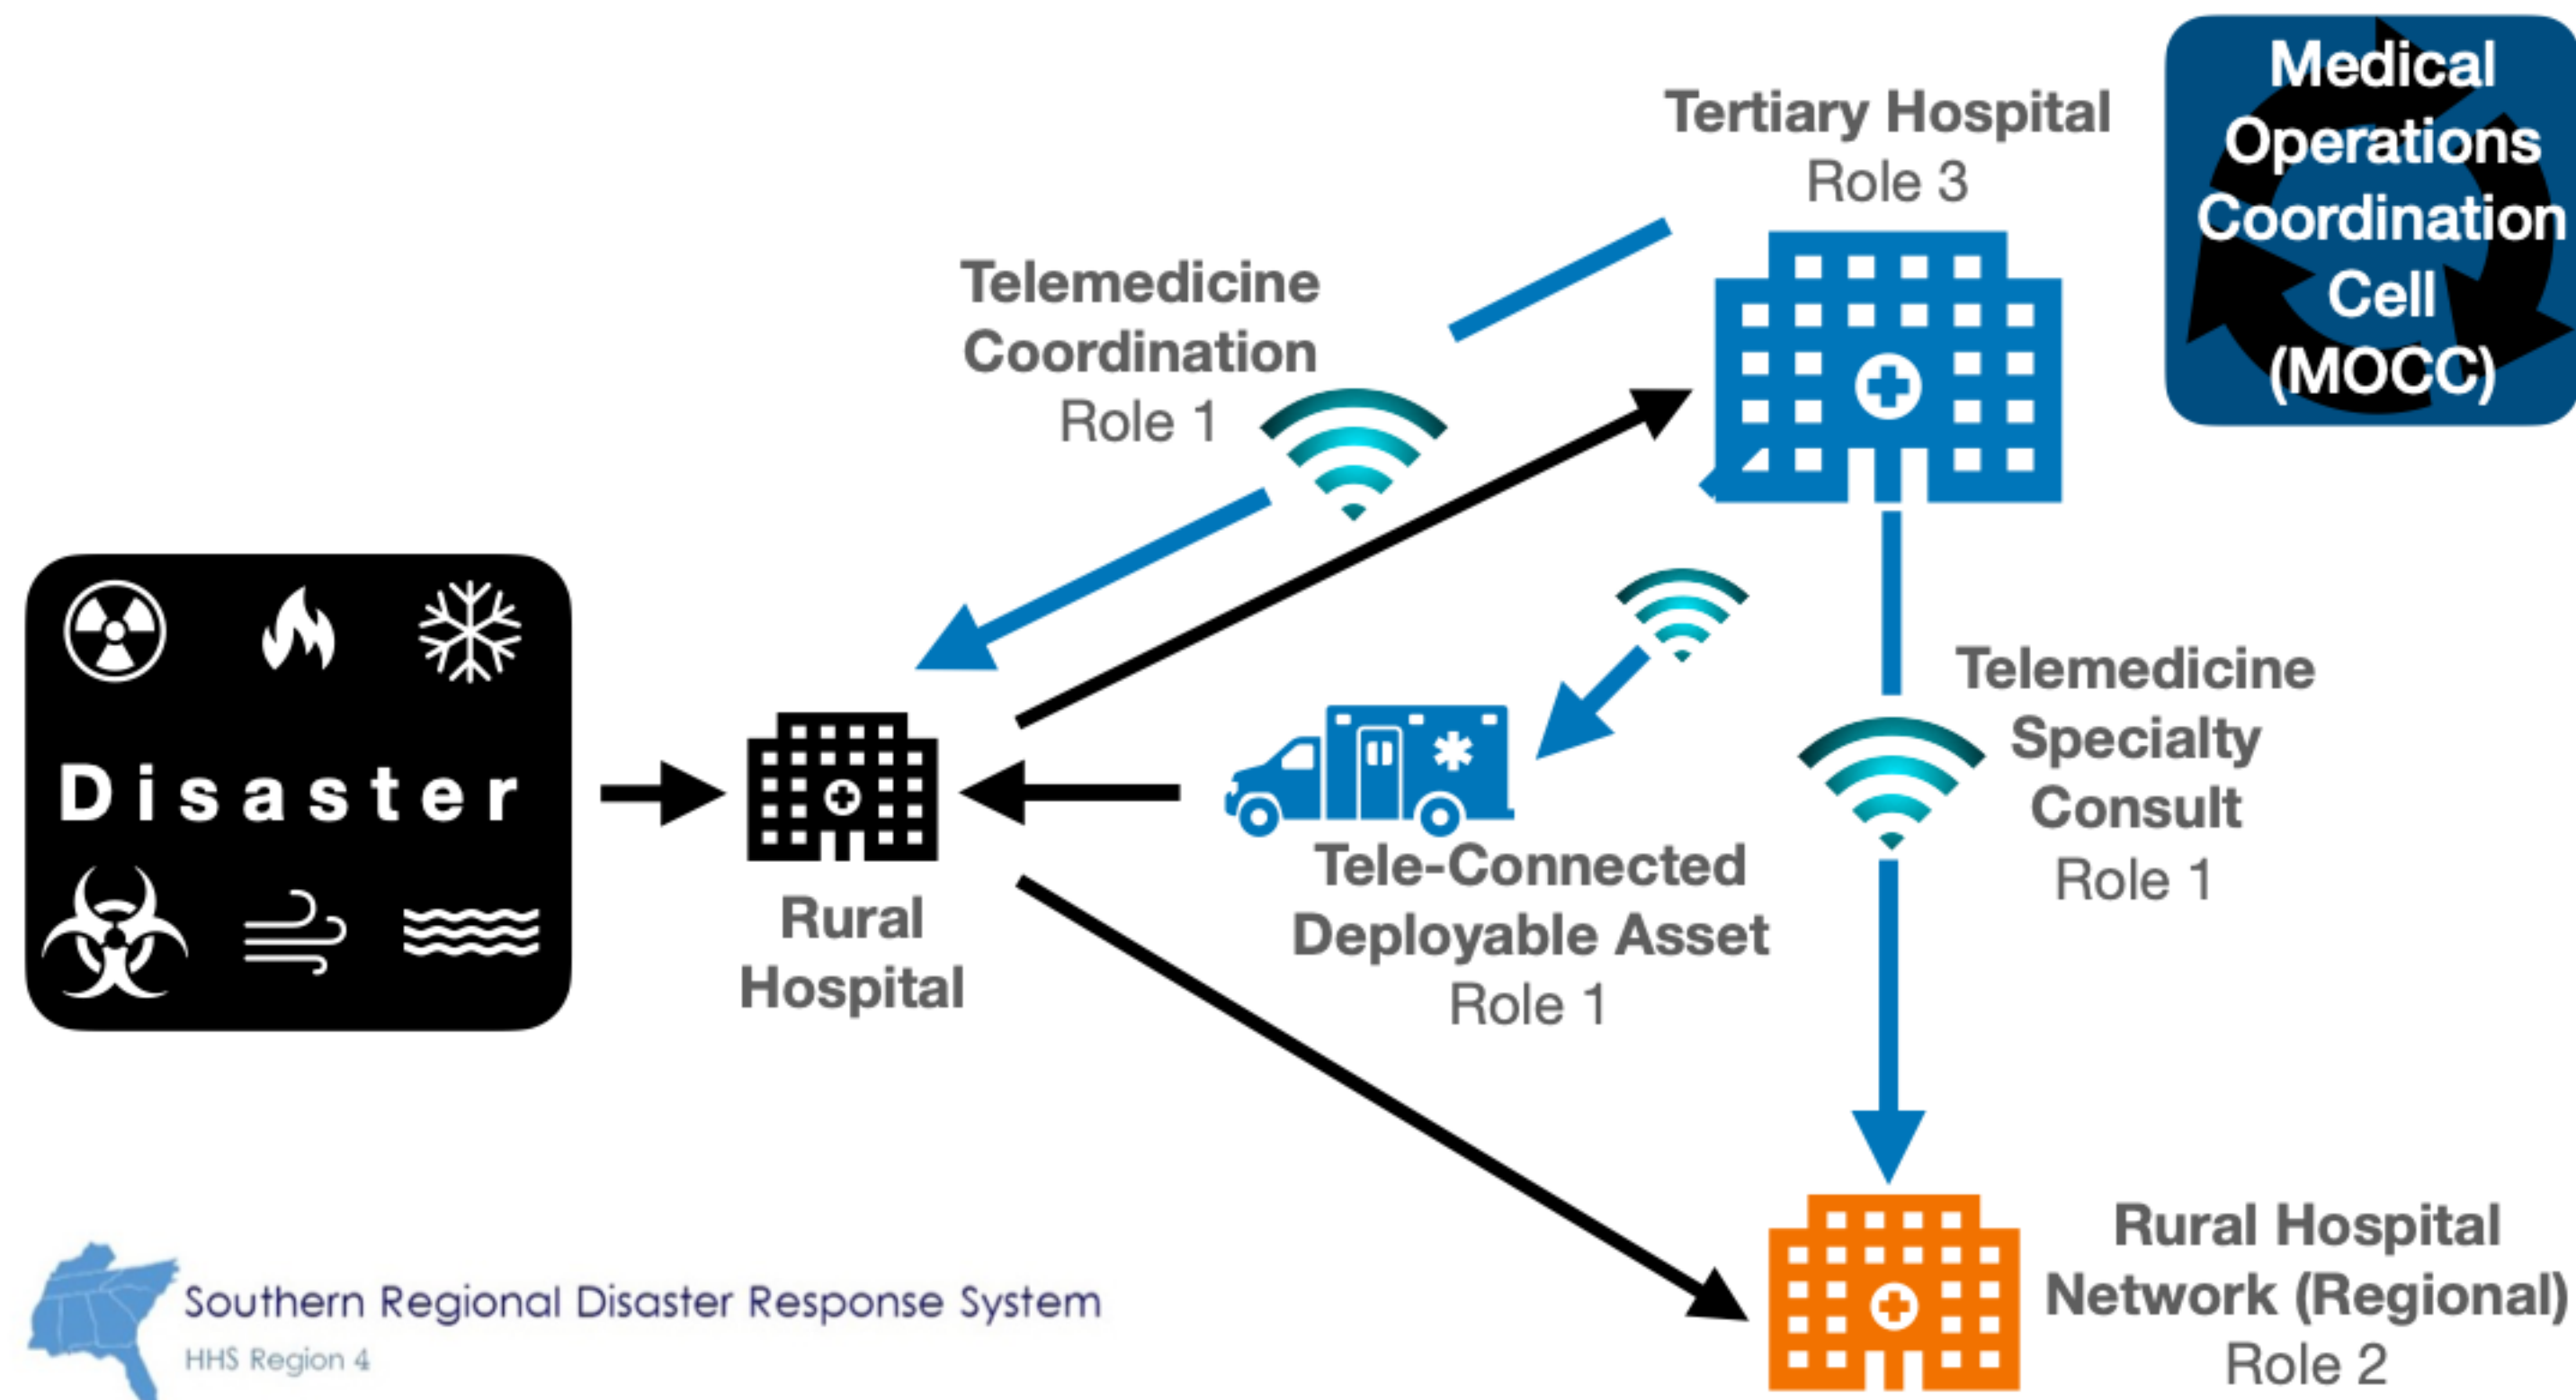 Medical
Operations
Coordination
Cell
(MOCC)
Tertiary Hospital
Role 3
Telemedicine
Coordination
Role 1
Disaster
Rural
Hospital
Tele-Connected
Deployable Asset
Role 1
Telemedicine
Specialty
Consult
Role 1
Rural Hospital
Network (Regional)
Role 2
Southern Regional Disaster Response System
HHS Region 4